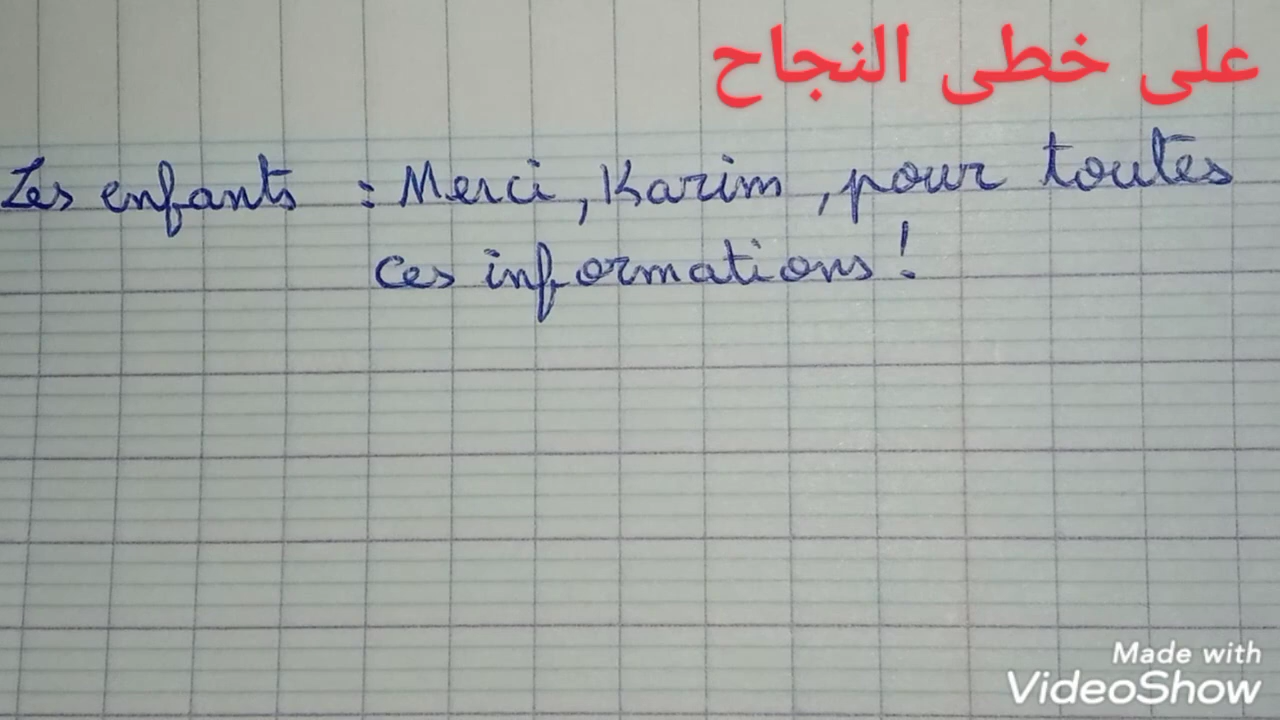 على خطى النجاح
Les enfants : Merci, Karim, pour toutes
ces informations !
Made with
VideoShow